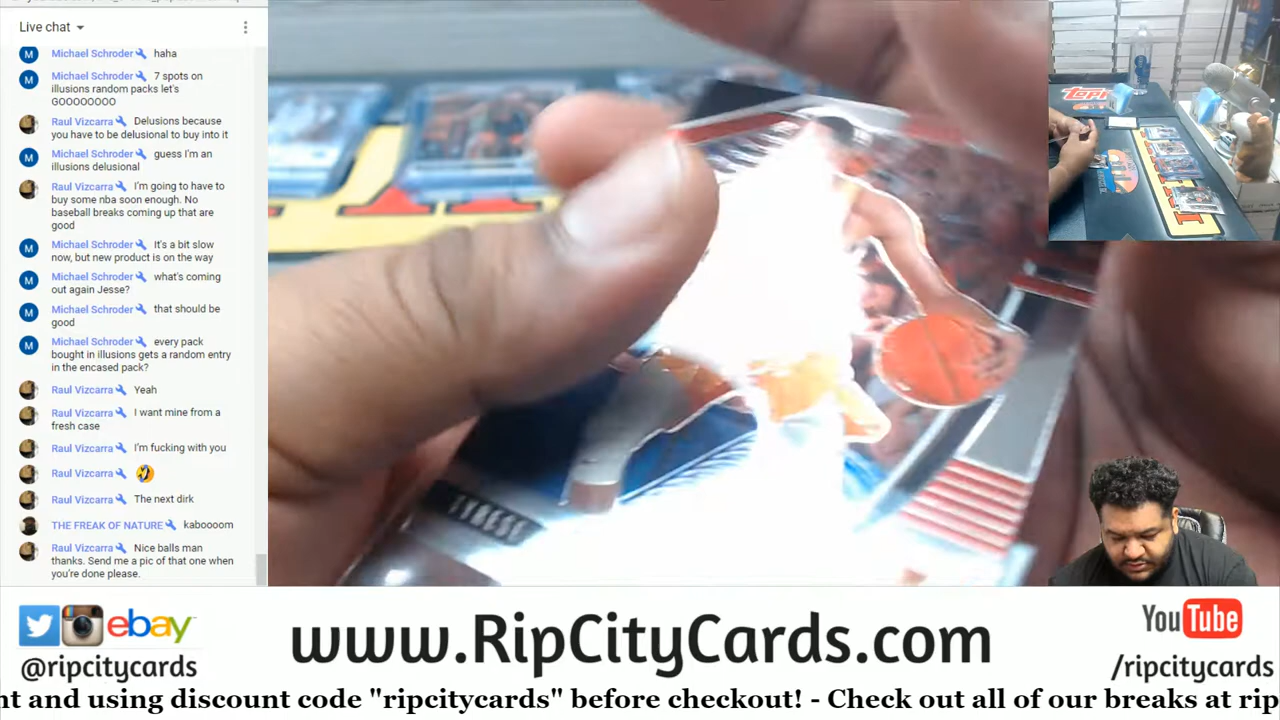 Live chat
Michael Schroder haha
Michael Schroder 7 spots on
illusions random packs let's
GOOOOOOO
Raul Vizcarra Delusions because
you have to be delusional to buy into it
Michael Schroder guess I'm an
illusions delusional
Raul Vizcarra I'm going to have to
buy some nba soon enough. No
baseball breaks coming up that are
good
Michael Schroder It's a bit slow
now, but new product is on the way
Michael Schroder what's coming
out again Jesse?
Michael Schroder that should be
good
Michael Schroder every pack
bought in illusions gets a random entry
in the encased pack?
Raul Vizcarra Yeah
Raul Vizcarra I want mine from a
fresh case
Raul Vizcarra I'm fucking with you
Raul Vizcarra
Raul Vizcarra The next dirk
THE FREAK OF NATURE kaboooom
Raul Vizcarra Nice balls man
thanks. Send me a pic of that one when
you're done please.
Topps
TYRESE
ebay
@ripcitycards
www.RipCityCards.com
YouTube
/ripcitycards
nt and using discount code "ripcitycards" before checkout! - Check out all of our breaks at rip